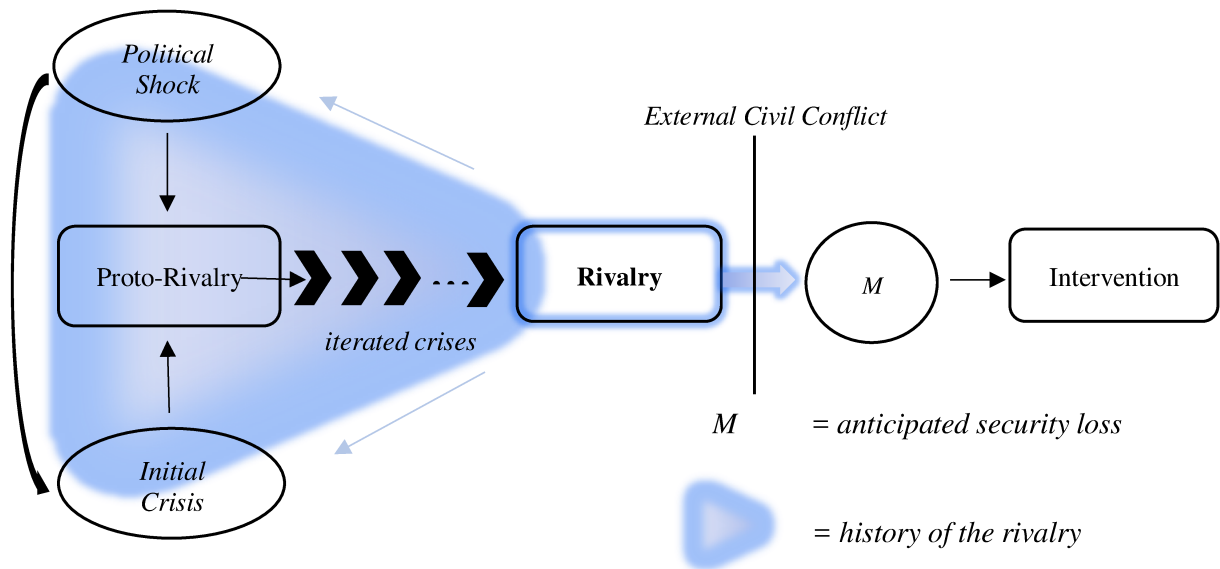 Political
Shock
External Civil Conflict
Proto-Rivalry
...
Rivalry
M
Intervention
iterated crises
M = anticipated security loss
Initial
Crisis
= history of the rivalry